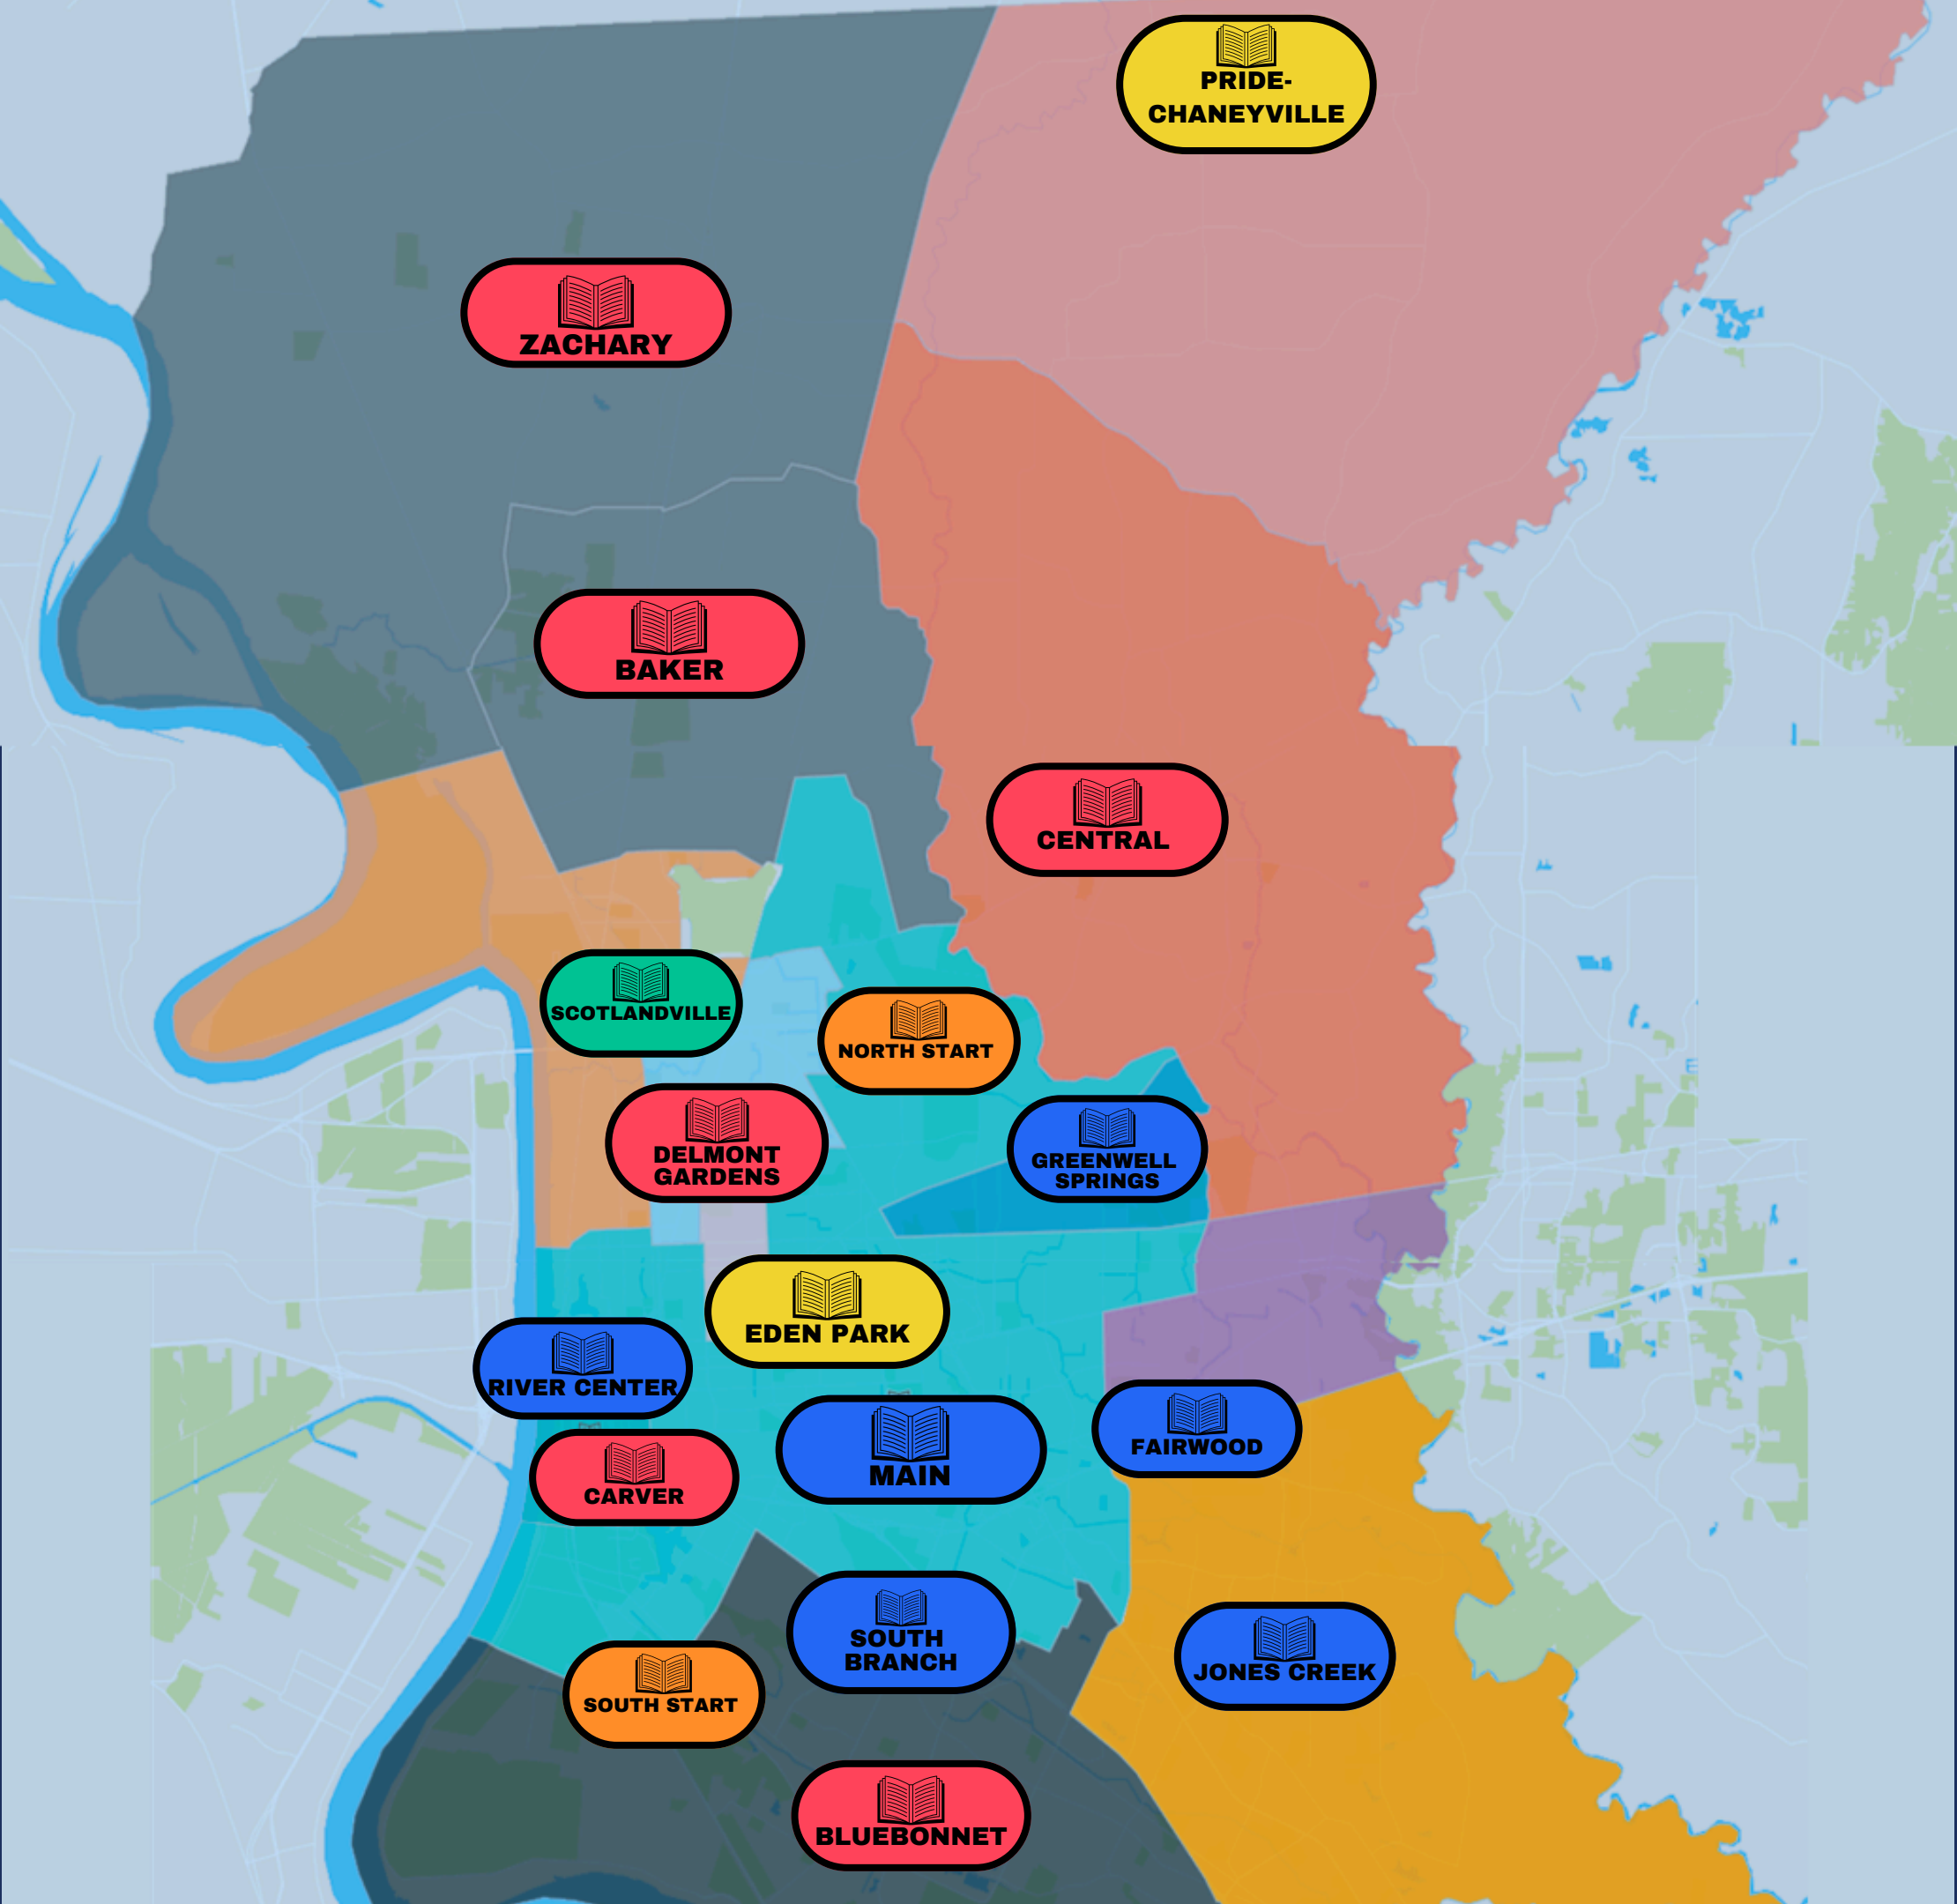 PRIDE-
CHANEYVILLE
ZACHARY
BAKER
CENTRAL
SCOTLANDVILLE
NORTH START
DELMONT
GARDENS
GREENWELL
SPRINGS
EDEN PARK
RIVER CENTER
MAIN
FAIRWOOD
CARVER
SOUTH
BRANCH
JONES CREEK
SOUTH START
BLUEBONNET